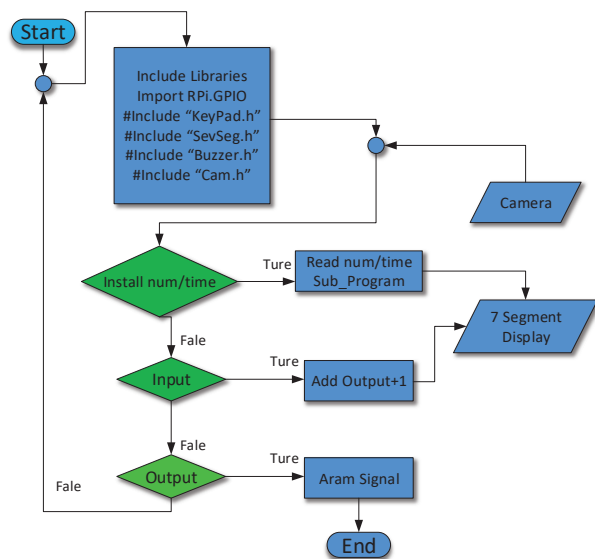 Start
Include Libraries
Import RPi.GPIO
#Include “KeyPad.h”
#Include “SevSeg.h”
#Include “Buzzer.h”
#Include “Cam.h”
Camera
Install num/time
Ture
Read num/time
Sub_Program
7 Segment
Display
Fale
Input
Ture
Add Output+1
Fale
Output
Ture
Aram Signal
Fale
End